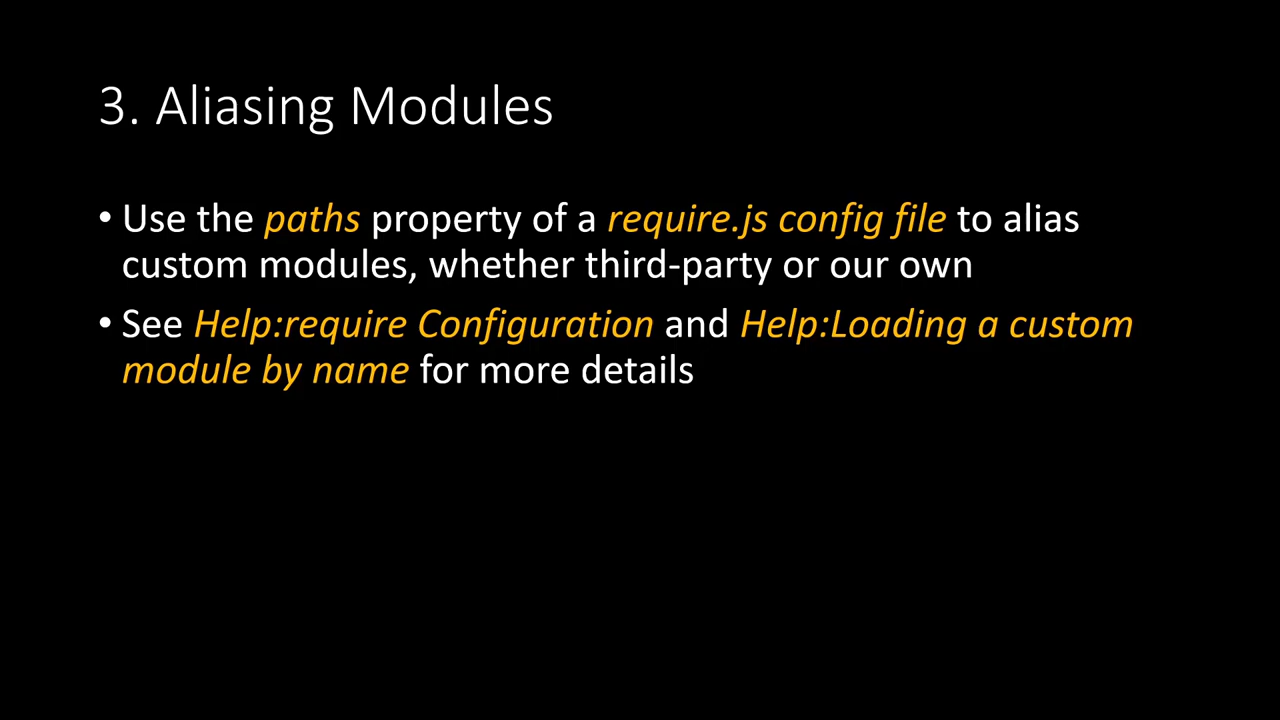 3. Aliasing Modules
• Use the paths property of a require.js config file to alias
custom modules, whether third-party or our own
• See Help:require Configuration and Help:Loading a custom
module by name for more details